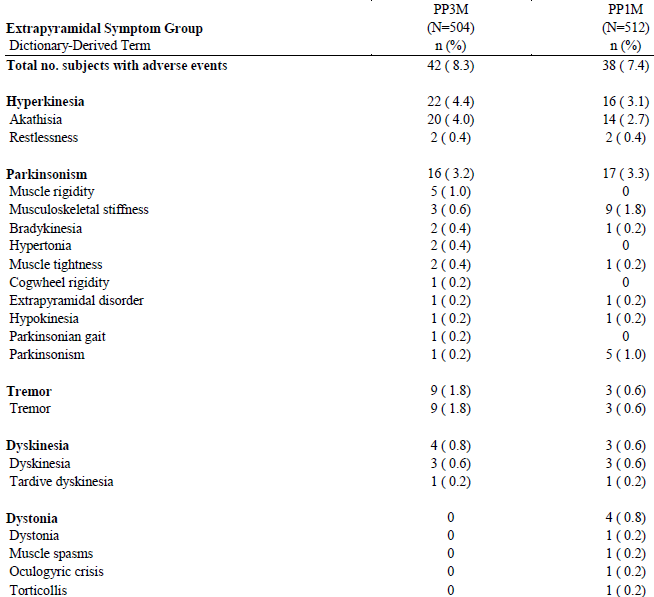 PP3M PP1M
Extrapyramidal Symptom Group (N=504) (N=512)
Dictionary-Derived Term n (%) n (%)
Total no. subjects with adverse events 42 ( 8.3) 38 ( 7.4)
Hyperkinesia 22 ( 4.4) 16 ( 3.1)
Akathisia 20 ( 4.0) 14 ( 2.7)
Restlessness 2 ( 0.4) 2 ( 0.4)
Parkinsonism 16 ( 3.2) 17 ( 3.3)
Muscle rigidity 5 ( 1.0) 0
Musculoskeletal stiffness 3 ( 0.6) 9 ( 1.8)
Bradykinesia 2 ( 0.4) 1 ( 0.2)
Hypertonia 2 ( 0.4) 0
Muscle tightness 2 ( 0.4) 1 ( 0.2)
Cogwheel rigidity 1 ( 0.2) 0
Extrapyramidal disorder 1 ( 0.2) 1 ( 0.2)
Hypokinesia 1 ( 0.2) 1 ( 0.2)
Parkinsonian gait 1 ( 0.2) 0
Parkinsonism 1 ( 0.2) 5 ( 1.0)
Tremor 9 ( 1.8) 3 ( 0.6)
Tremor 9 ( 1.8) 3 ( 0.6)
Dyskinesia 4 ( 0.8) 3 ( 0.6)
Dyskinesia 3 ( 0.6) 3 ( 0.6)
Tardive dyskinesia 1 ( 0.2) 1 ( 0.2)
Dystonia 0 4 ( 0.8)
Dystonia 0 1 ( 0.2)
Muscle spasms 0 1 ( 0.2)
Oculogyric crisis 0 1 ( 0.2)
Torticollis 0 1 ( 0.2)